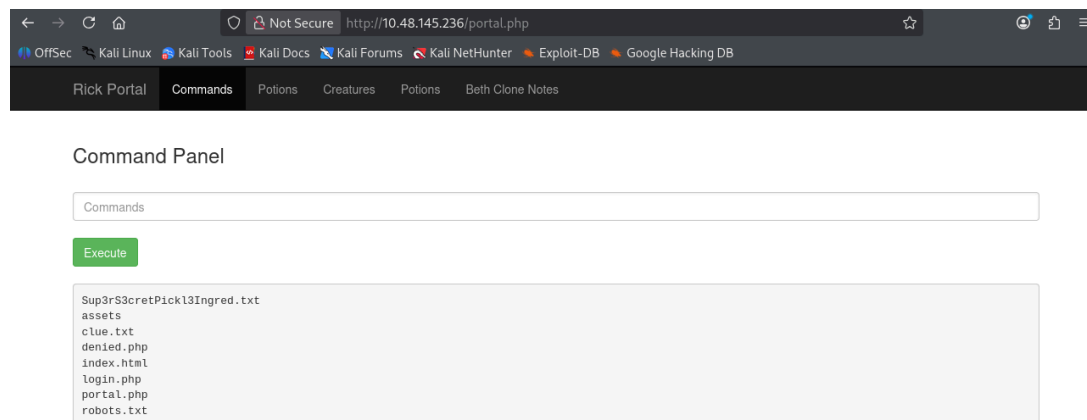 Not Secure http://10.48.145.236/portal.php
OffSec Kali Linux Kali Tools Kali Docs Kali Forums Kali NetHunter Exploit-DB Google Hacking DB
Rick Portal Commands Potions Creatures Potions Beth Clone Notes
Command Panel
Commands
Execute
Sup3rS3cretPickl3Ingred.txt
assets
clue.txt
denied.php
index.html
login.php
portal.php
robots.txt